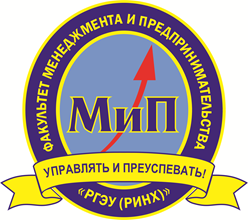 ФАКУЛЬТЕТ МЕНЕДЖМЕНТА И ПРЕДПРИНИМАТЕЛЬСТВА
МиП
УПРАВЛЯТЬ И ПРЕУСПЕВАТЬ!
«РГЭУ (РИНХ)»